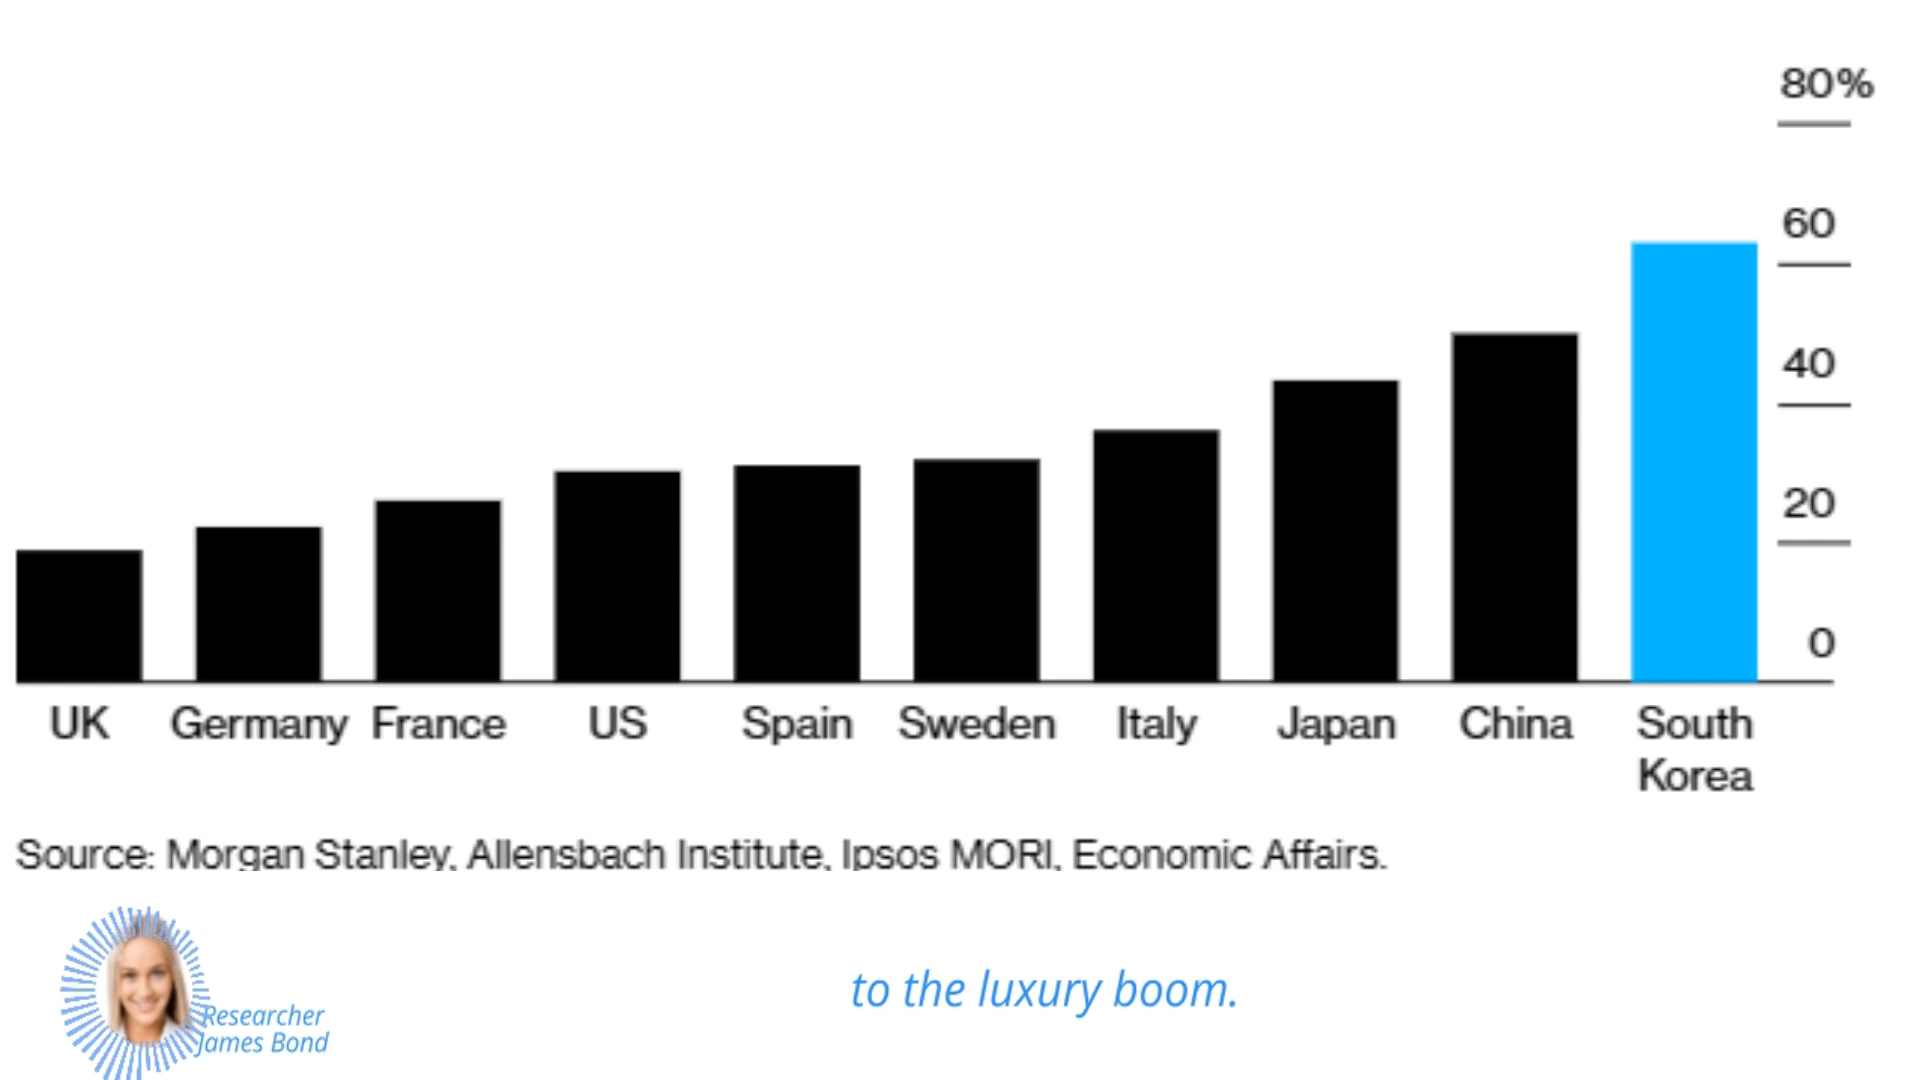 80%
60
40
20
0
UK Germany France US Spain Sweden Italy Japan China South Korea
Source: Morgan Stanley, Allensbach Institute, Ipsos MORI, Economic Affairs.
Researcher
James Bond
to the luxury boom.